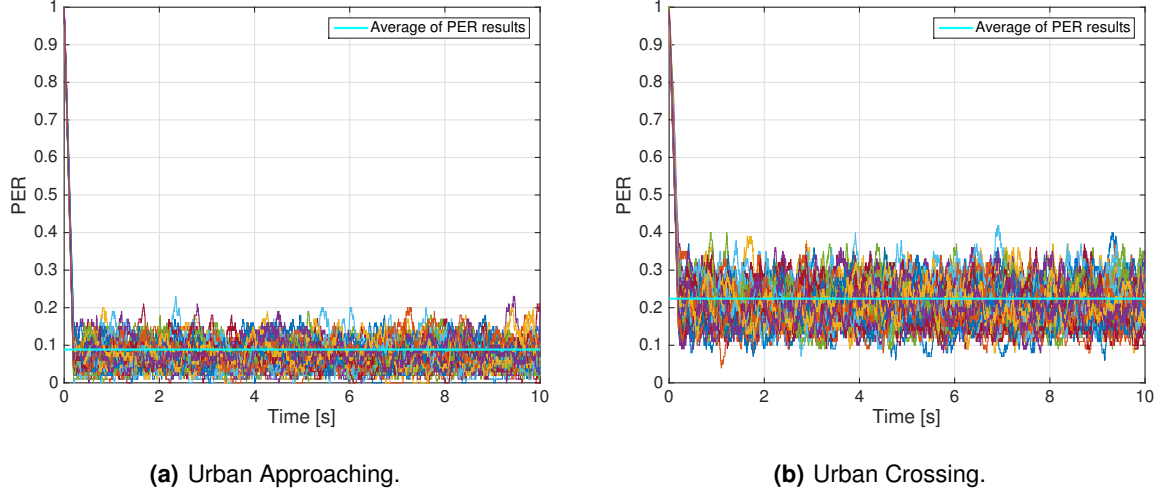 1
0.9
0.8
0.7
0.6
0.5
0.4
0.3
0.2
0.1
0
PER
0 2 4 6 8 10
Time [s]
Average of PER results
(a) Urban Approaching.
1
0.9
0.8
0.7
0.6
0.5
0.4
0.3
0.2
0.1
0
PER
0 2 4 6 8 10
Time [s]
Average of PER results
(b) Urban Crossing.